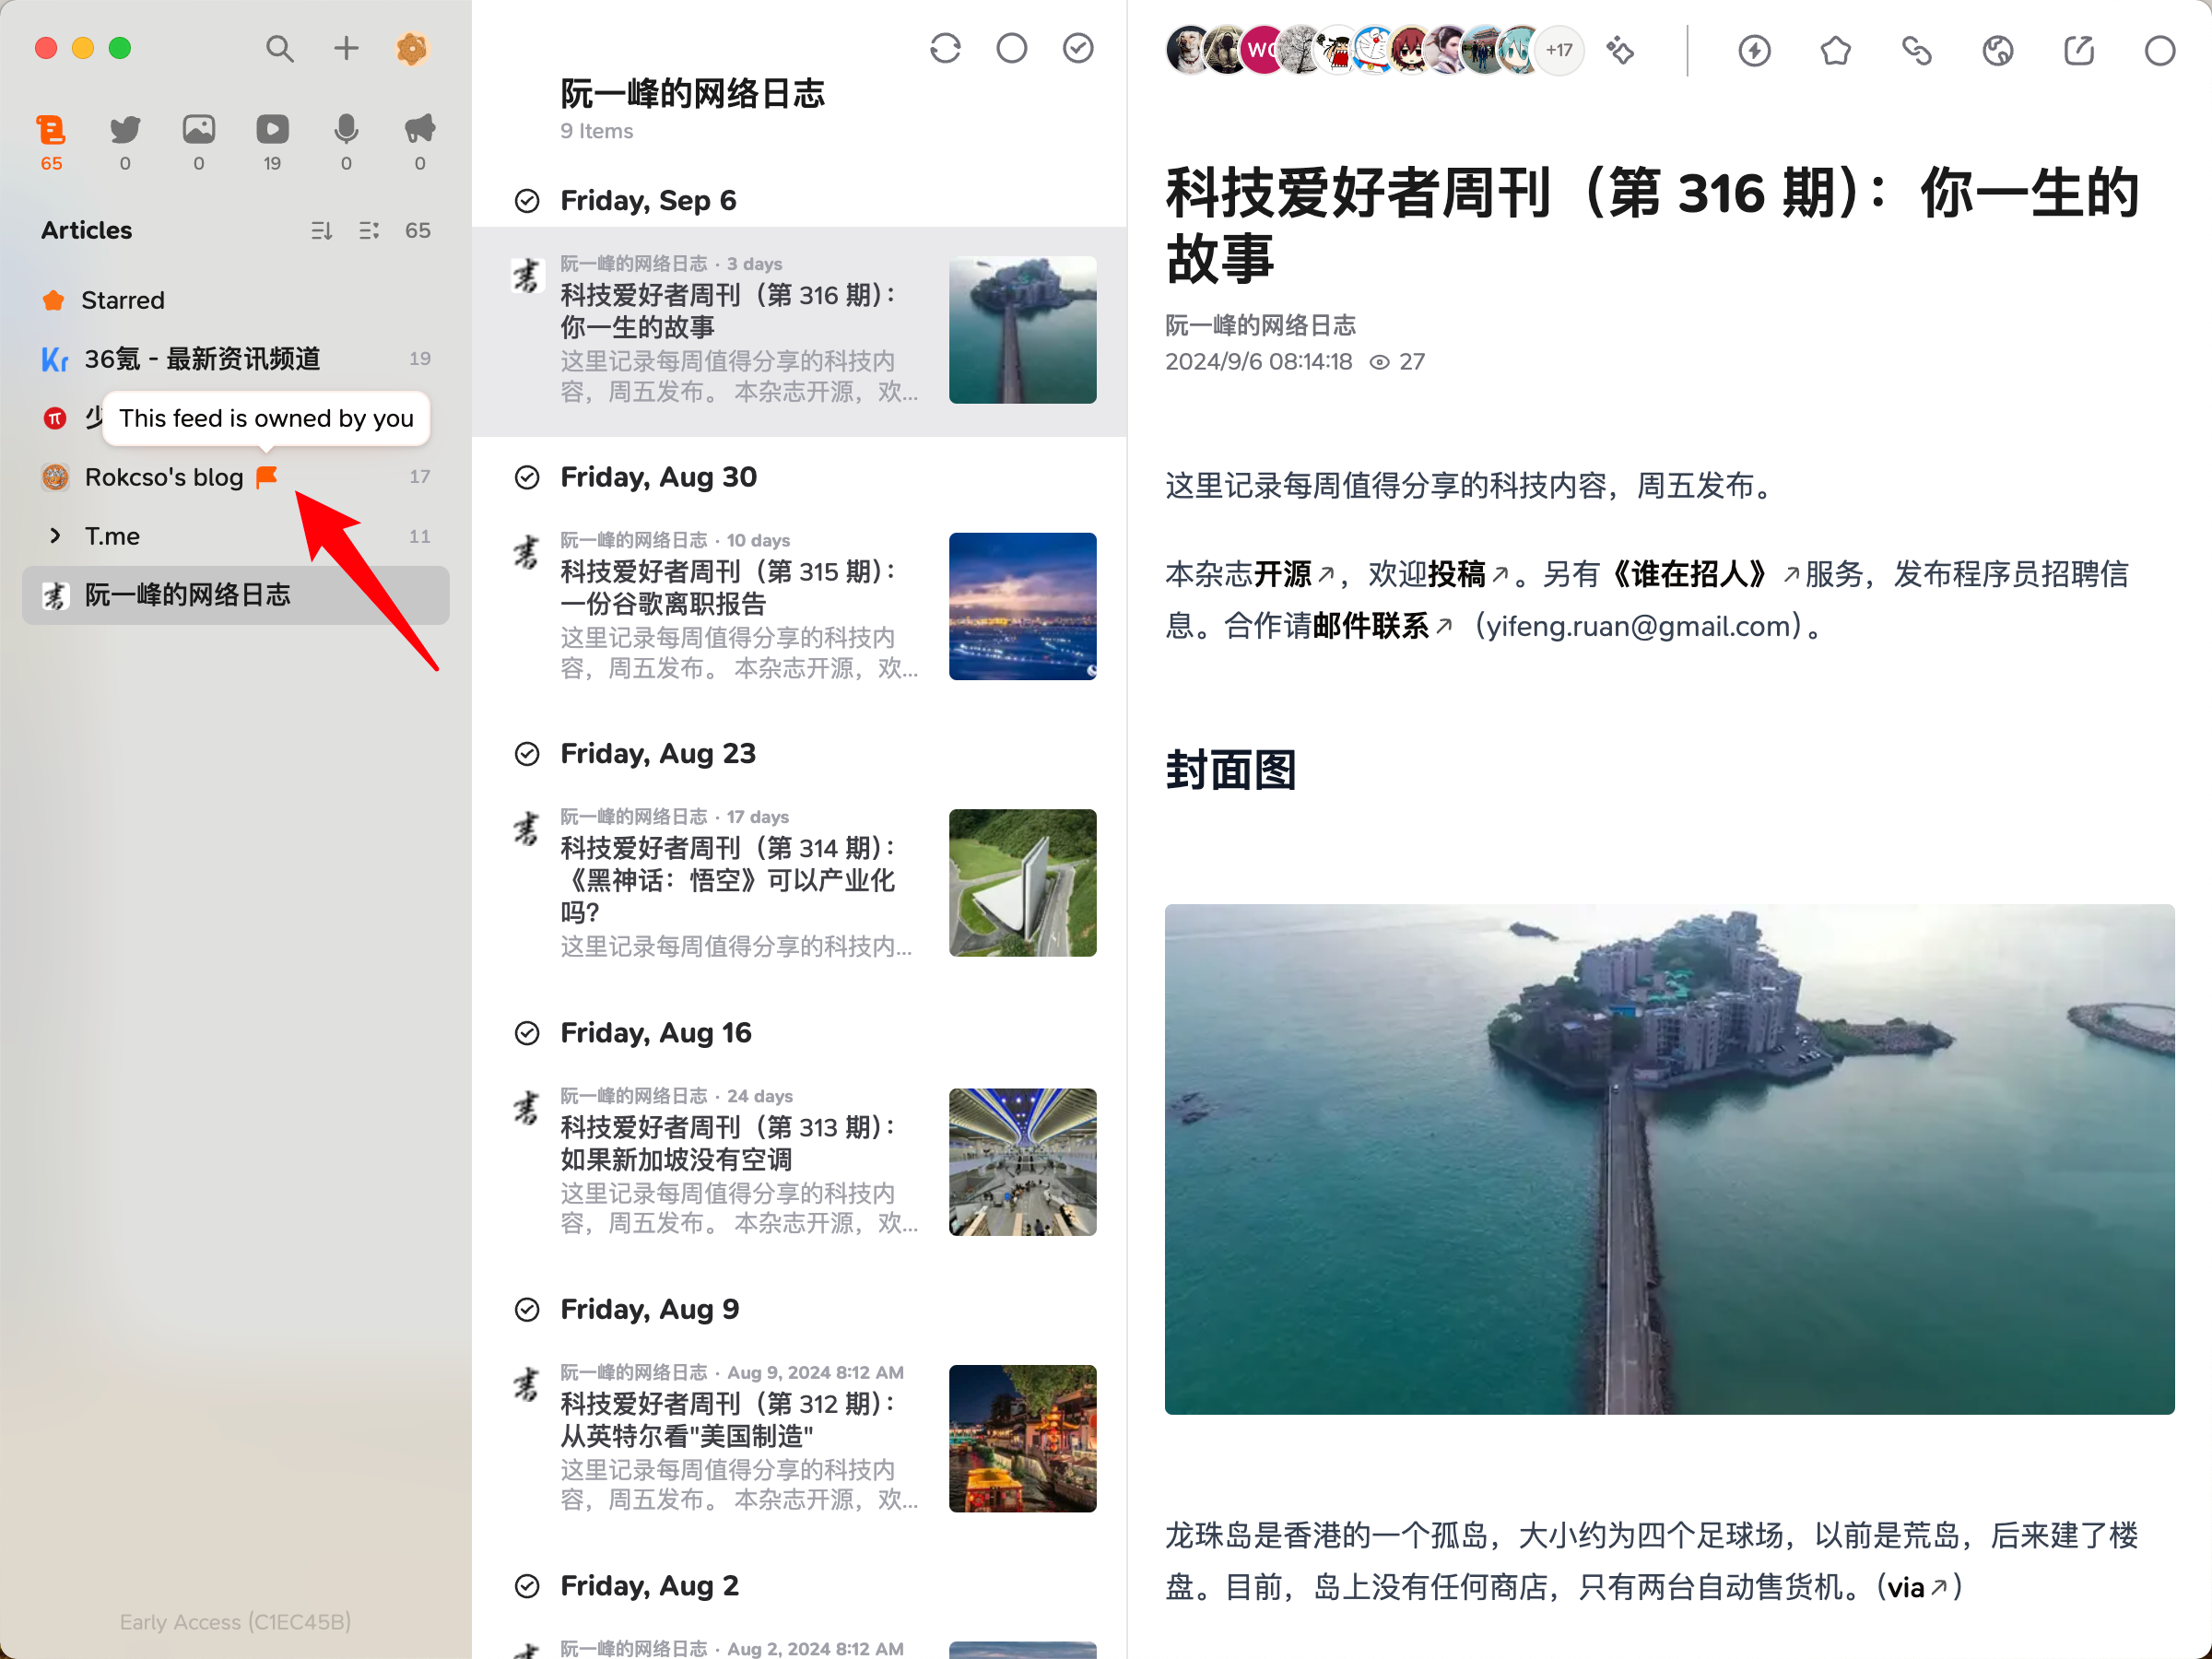 65
0
0
19
0
0
Articles
65
Starred
36氪 - 最新资讯频道
19
少
This feed is owned by you
Rokcso's blog
17
T.me
11
阮一峰的网络日志
Early Access (C1EC45B)
阮一峰的网络日志
9 Items
Friday, Sep 6
阮一峰的网络日志 · 3 days
科技爱好者周刊（第 316 期）：
你一生的故事
这里记录每周值得分享的科技内
容，周五发布。 本杂志开源，欢...
Friday, Aug 30
阮一峰的网络日志 · 10 days
科技爱好者周刊（第 315 期）：
一份谷歌离职报告
这里记录每周值得分享的科技内
容，周五发布。 本杂志开源，欢...
Friday, Aug 23
阮一峰的网络日志 · 17 days
科技爱好者周刊（第 314 期）：
《黑神话：悟空》可以产业化
吗？
这里记录每周值得分享的科技内...
Friday, Aug 16
阮一峰的网络日志 · 24 days
科技爱好者周刊（第 313 期）：
如果新加坡没有空调
这里记录每周值得分享的科技内
容，周五发布。 本杂志开源，欢...
Friday, Aug 9
阮一峰的网络日志 · Aug 9, 2024 8:12 AM
科技爱好者周刊（第 312 期）：
从英特尔看"美国制造"
这里记录每周值得分享的科技内
容，周五发布。 本杂志开源，欢...
Friday, Aug 2
阮一峰的网络日志 · Aug 2, 2024 8:12 AM
+17
科技爱好者周刊（第 316 期）：你一生的
故事
阮一峰的网络日志
2024/9/6 08:14:18 27
这里记录每周值得分享的科技内容，周五发布。
本杂志开源，欢迎投稿。另有《谁在招人》服务，发布程序员招聘信
息。合作请邮件联系（yifeng.ruan@gmail.com）。
封面图
龙珠岛是香港的一个孤岛，大小约为四个足球场，以前是荒岛，后来建了楼
盘。目前，岛上没有任何商店，只有两台自动售货机。（via）